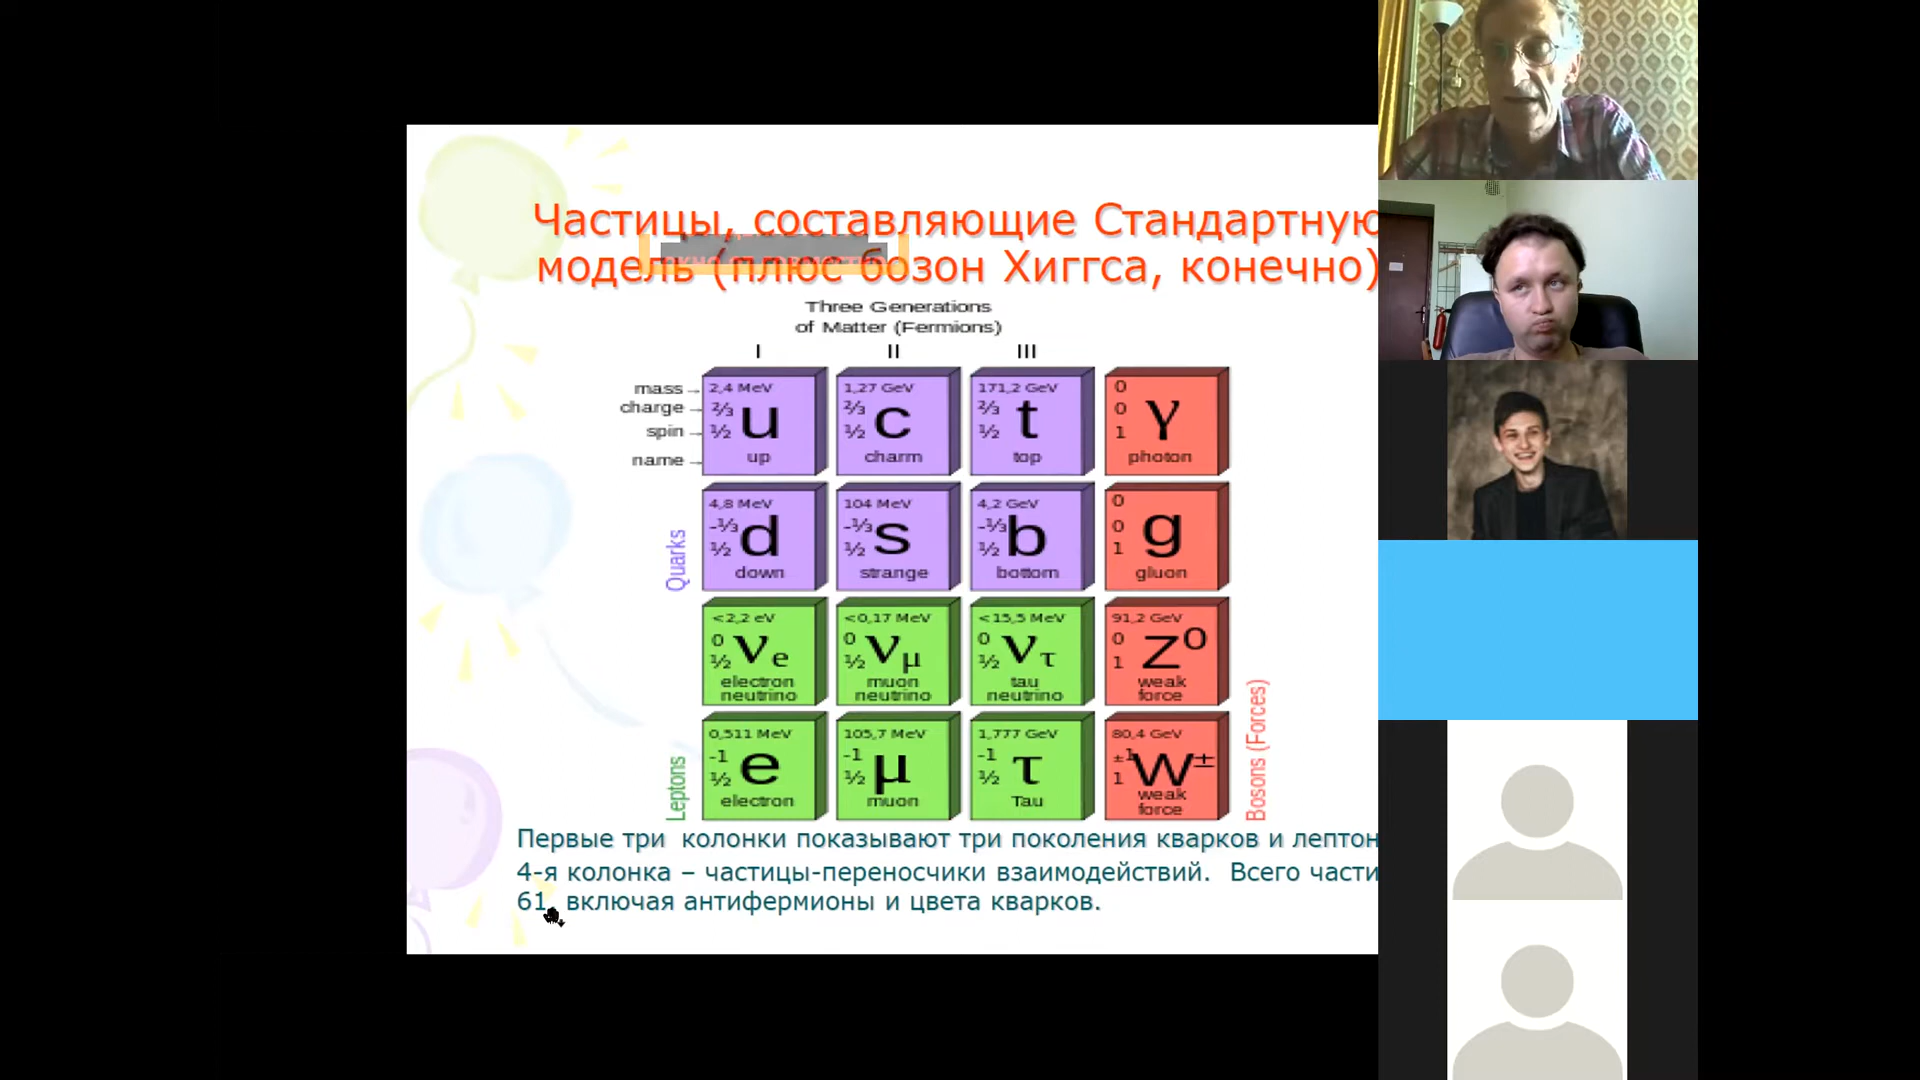 Частицы, составляющие Стандартную
модель (плюс бозон Хиггса, конечно)
Three Generations
of Matter (Fermions)
I II III
mass
charge
spin
name
2,4 MeV
⅔
½
u
up
1,27 GeV
⅔
½
c
charm
171,2 GeV
⅔
½
t
top
0
0
1
γ
photon
Quarks
4,8 MeV
-⅓
½
d
down
104 MeV
-⅓
½
s
strange
4,2 GeV
-⅓
½
b
bottom
0
0
1
g
gluon
<2,2 eV
0
½
νe
electron
neutrino
<0,17 MeV
0
½
νμ
muon
neutrino
<15,5 MeV
0
½
ντ
tau
neutrino
91,2 GeV
0
1
Z⁰
weak
force
Leptons
0,511 MeV
-1
½
e
electron
105,7 MeV
-1
½
μ
muon
1,777 GeV
-1
½
τ
Tau
80,4 GeV
±1
1
W±
weak
force
Bosons (Forces)
Первые три колонки показывают три поколения кварков и лептон
4-я колонка – частицы-переносчики взаимодействий. Всего части
61, включая антифермионы и цвета кварков.